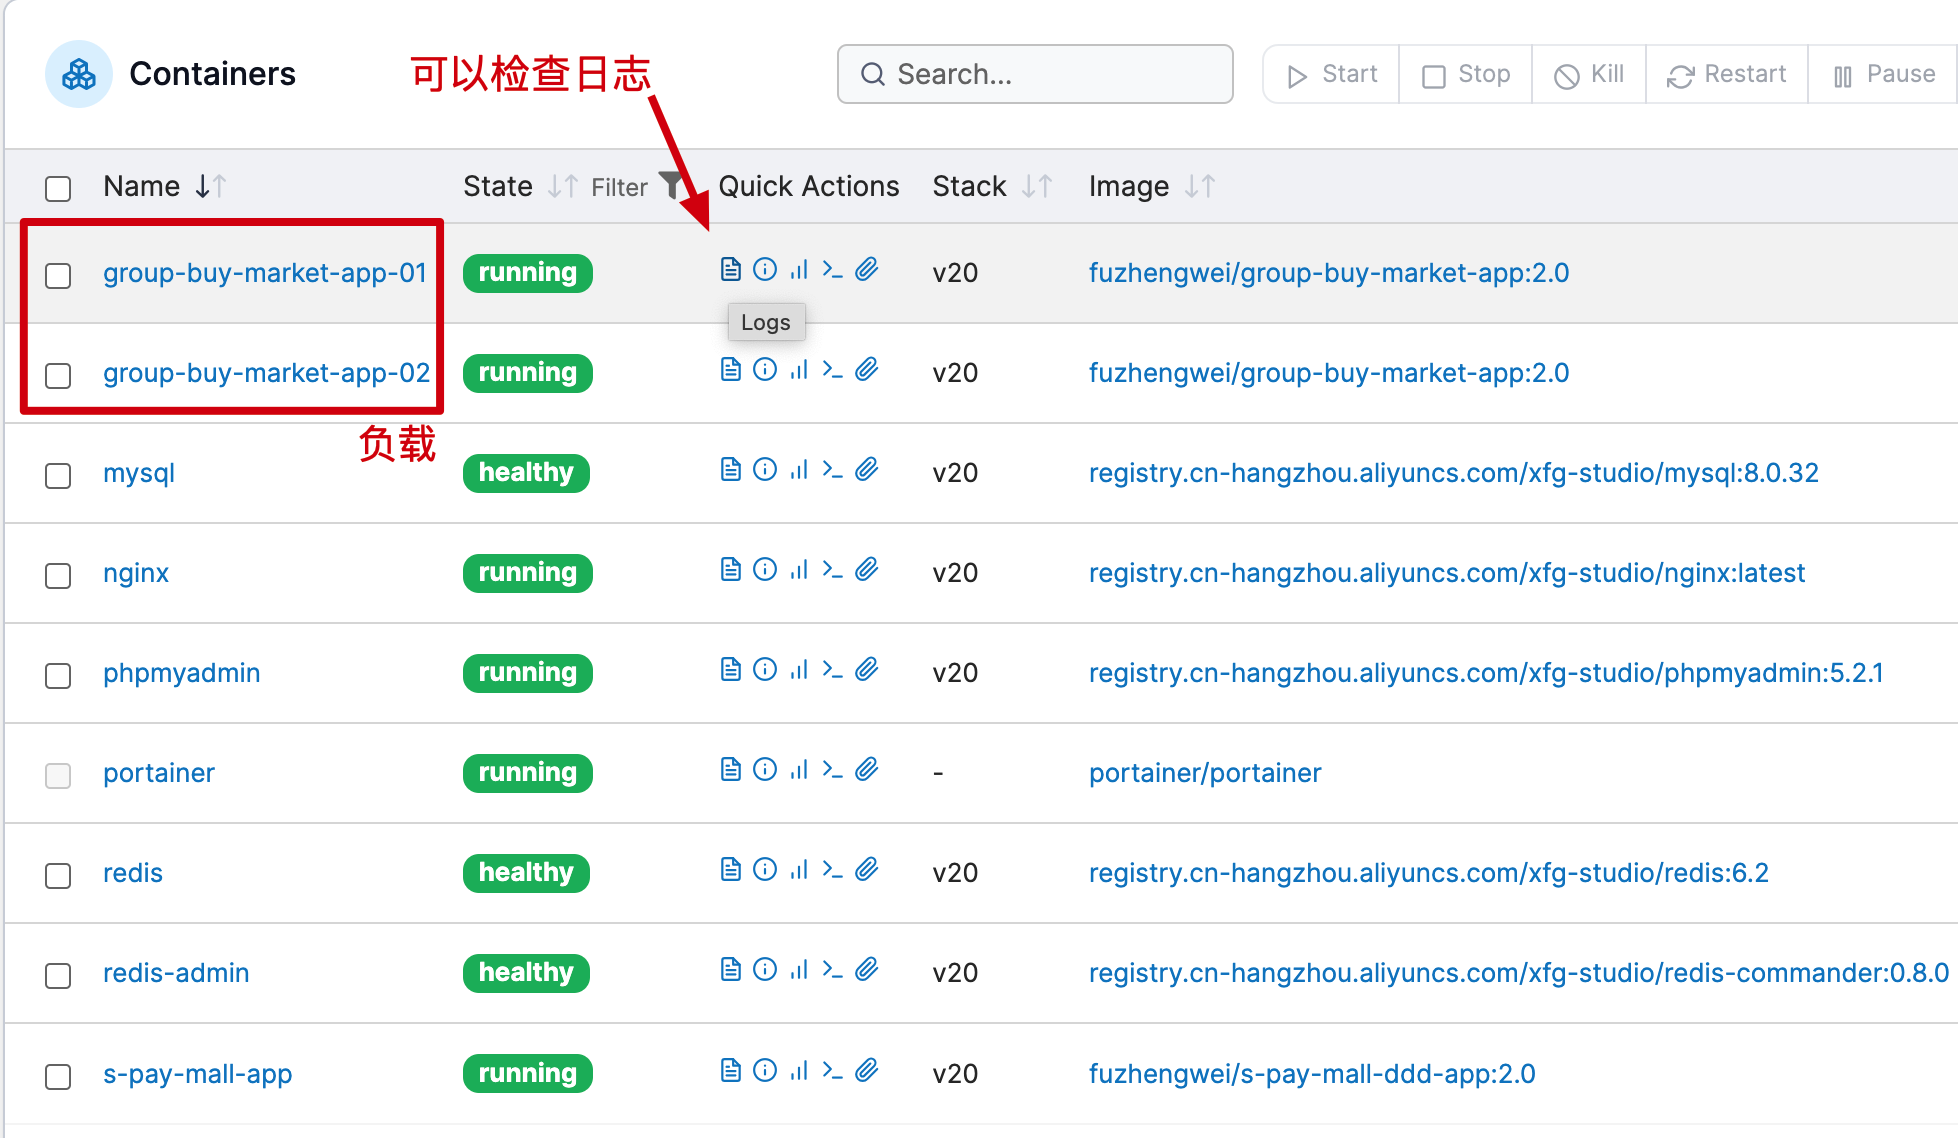 Containers
可以检查日志
Search...
Start Stop Kill Restart Pause
Name State Filter Quick Actions Stack Image
group-buy-market-app-01 running v20 fuzhengwei/group-buy-market-app:2.0
Logs
group-buy-market-app-02 running v20 fuzhengwei/group-buy-market-app:2.0
负载
mysql healthy v20 registry.cn-hangzhou.aliyuncs.com/xfg-studio/mysql:8.0.32
nginx running v20 registry.cn-hangzhou.aliyuncs.com/xfg-studio/nginx:latest
phpmyadmin running v20 registry.cn-hangzhou.aliyuncs.com/xfg-studio/phpmyadmin:5.2.1
portainer running - portainer/portainer
redis healthy v20 registry.cn-hangzhou.aliyuncs.com/xfg-studio/redis:6.2
redis-admin healthy v20 registry.cn-hangzhou.aliyuncs.com/xfg-studio/redis-commander:0.8.0
s-pay-mall-app running v20 fuzhengwei/s-pay-mall-ddd-app:2.0